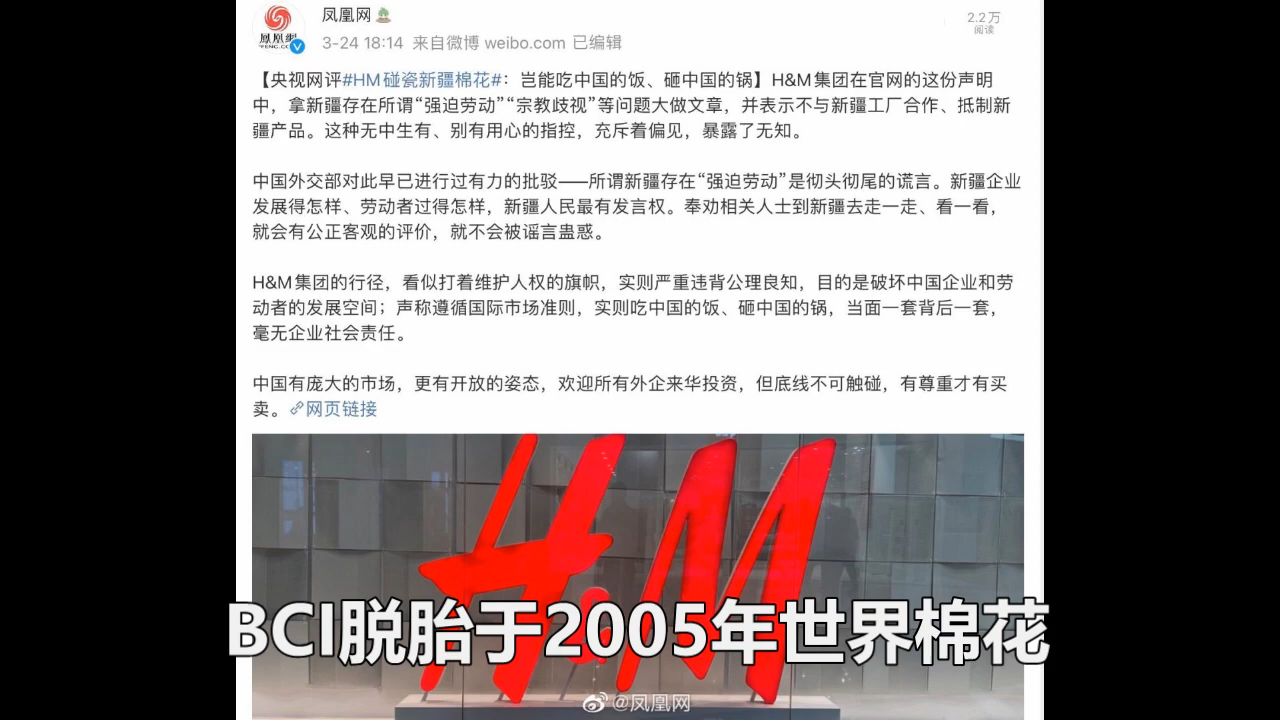 凤凰网
2.2万
阅读
鳳凰網
3-24 18:14 来自微博 weibo.com 已编辑
【央视网评#HM碰瓷新疆棉花#：岂能吃中国的饭、砸中国的锅】H&M集团在官网的这份声明
中，拿新疆存在所谓“强迫劳动”“宗教歧视”等问题大做文章，并表示不与新疆工厂合作、抵制新
疆产品。这种无中生有、别有用心的指控，充斥着偏见，暴露了无知。
中国外交部对此早已进行过有力的批驳——所谓新疆存在“强迫劳动”是彻头彻尾的谎言。新疆企业
发展得怎样、劳动者过得怎样，新疆人民最有发言权。奉劝相关人士到新疆去走一走、看一看，
就会有公正客观的评价，就不会被谣言蛊惑。
H&M集团的行径，看似打着维护人权的旗帜，实则严重违背公理良知，目的是破坏中国企业和劳
动者的发展空间；声称遵循国际市场准则，实则吃中国的饭、砸中国的锅，当面一套背后一套，
毫无企业社会责任。
中国有庞大的市场，更有开放的姿态，欢迎所有外企来华投资，但底线不可触碰，有尊重才有买
卖。网页链接
H&M
BCI脱胎于2005年世界棉花
@凤凰网